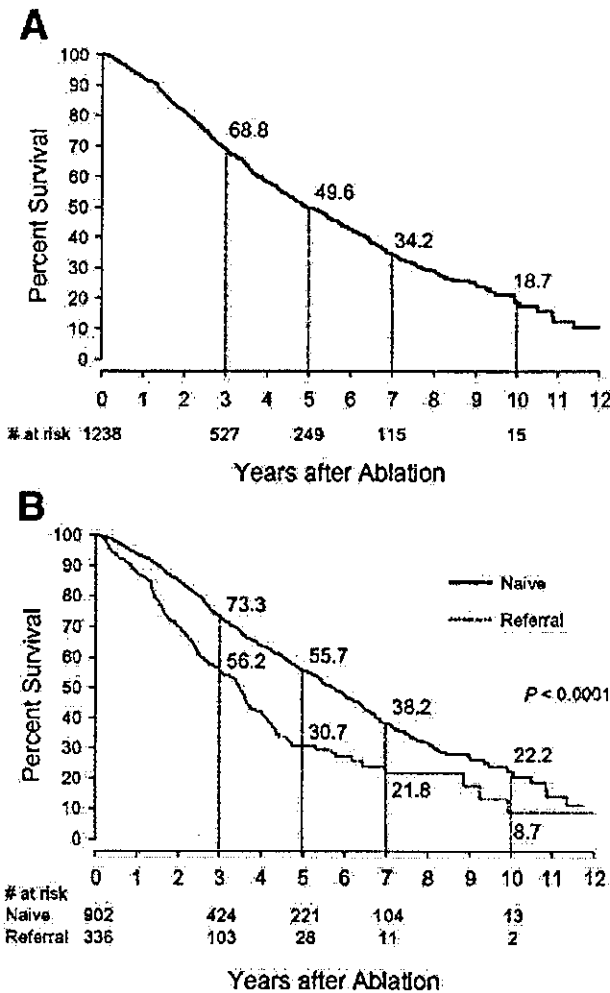 A
100
90
80
70
60
50
40
30
20
10
0
Percent Survival
68.8
49.6
34.2
18.7
0 1 2 3 4 5 6 7 8 9 10 11 12
# at risk 1238 527 249 115 15
Years after Ablation
B
100
90
80
70
60
50
40
30
20
10
0
Percent Survival
Naive
Referral
P < 0.0001
73.3
56.2
55.7
30.7
38.2
21.8
22.2
8.7
0 1 2 3 4 5 6 7 8 9 10 11 12
# at risk
Naive 902 424 221 104 13
Referral 336 103 28 11 2
Years after Ablation